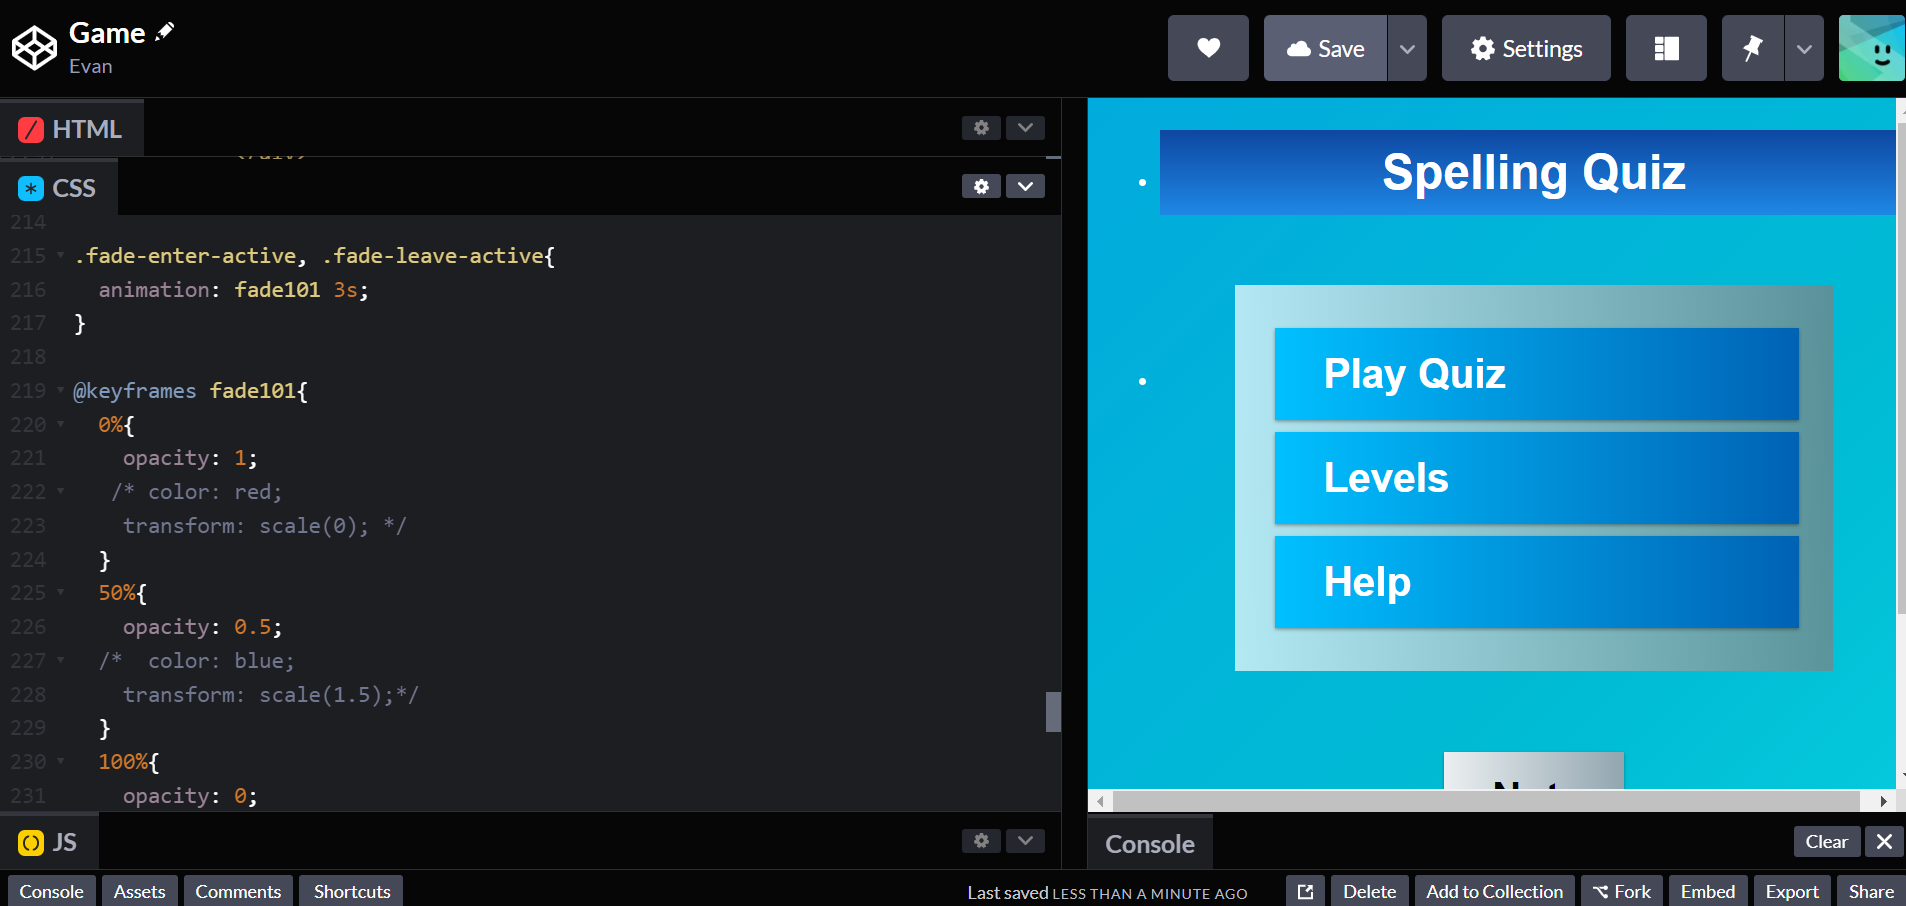 Game
Evan
Save
Settings
HTML
CSS
214
215 .fade-enter-active, .fade-leave-active{
216 animation: fade101 3s;
217 }
218
219 @keyframes fade101{
220 0%{
221 opacity: 1;
222 /* color: red;
223 transform: scale(0); */
224 }
225 50%{
226 opacity: 0.5;
227 /* color: blue;
228 transform: scale(1.5);*/
229 }
230 100%{
231 opacity: 0;
JS
Spelling Quiz
Play Quiz
Levels
Help
Console
Clear
Console Assets Comments Shortcuts
Last saved LESS THAN A MINUTE AGO
Delete Add to Collection Fork Embed Export Share